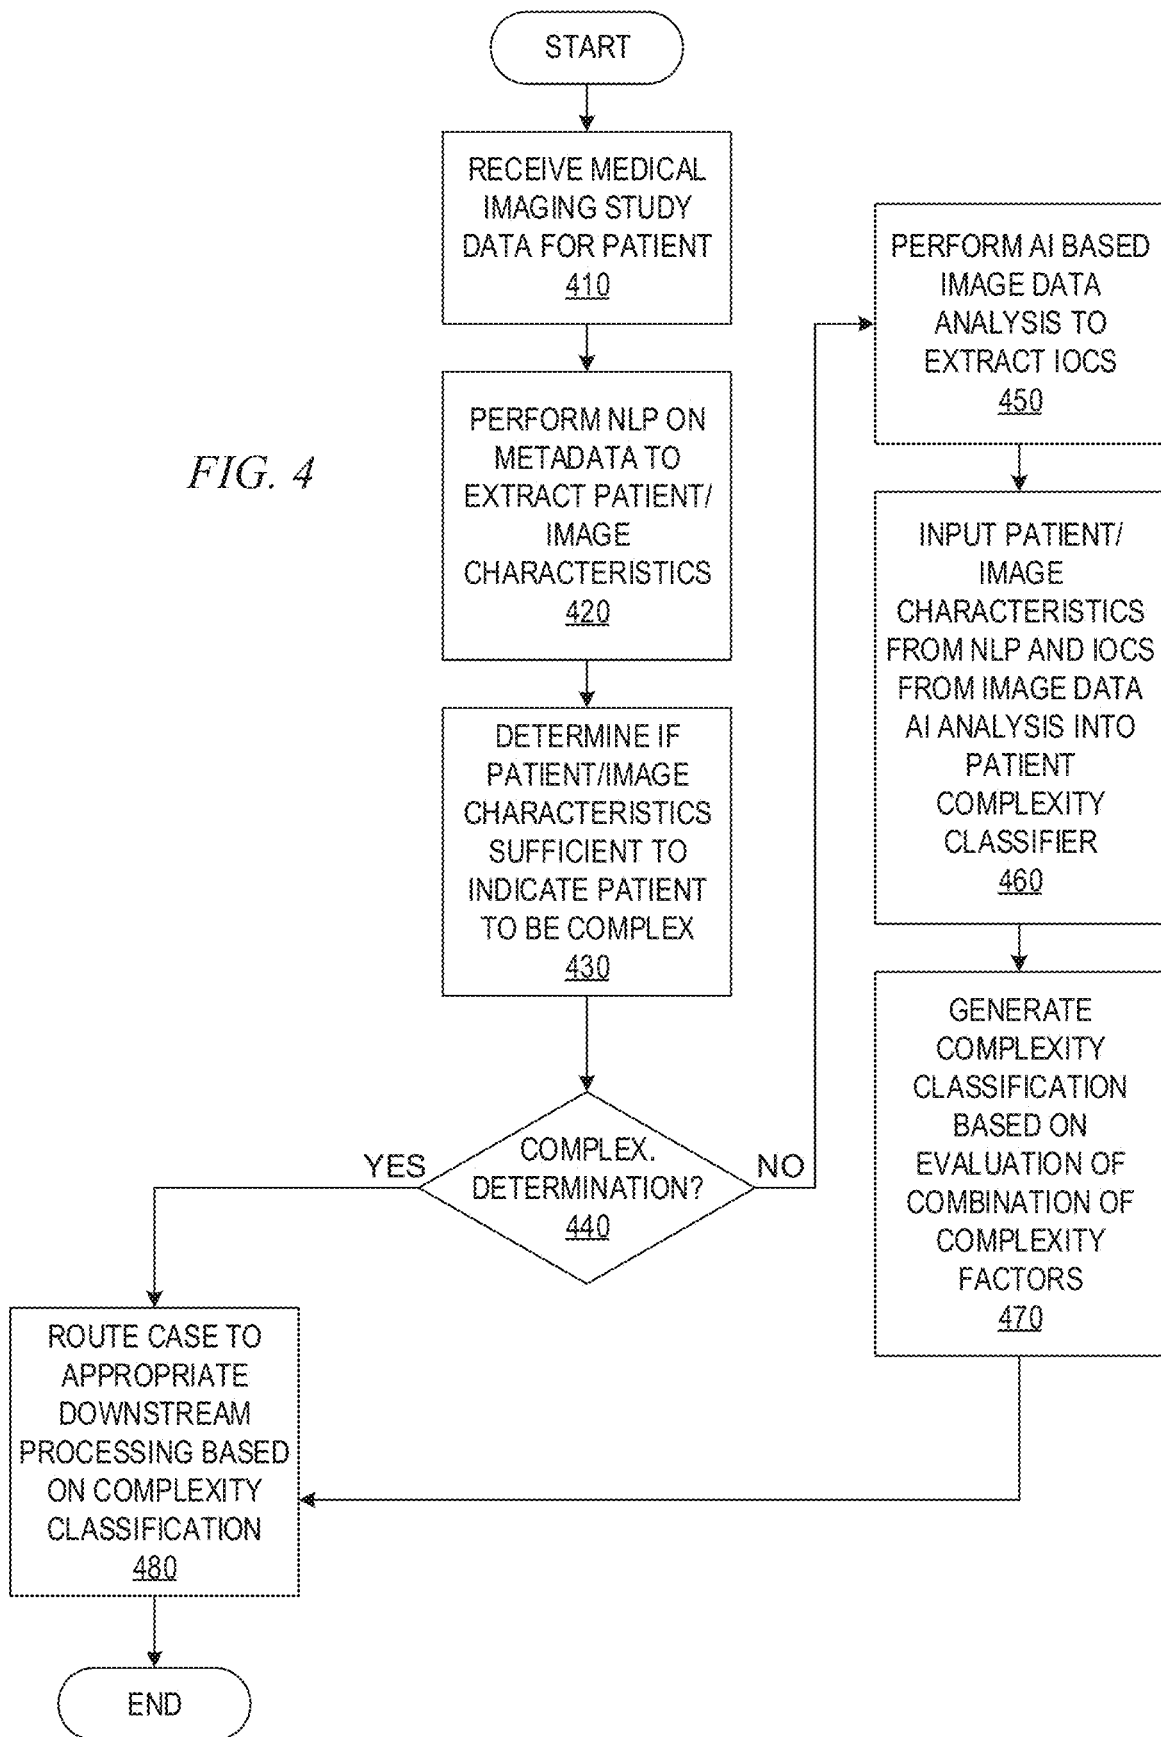 START
RECEIVE MEDICAL
IMAGING STUDY
DATA FOR PATIENT
410
PERFORM NLP ON
METADATA TO
EXTRACT PATIENT/
IMAGE
CHARACTERISTICS
420
FIG. 4
DETERMINE IF
PATIENT/IMAGE
CHARACTERISTICS
SUFFICIENT TO
INDICATE PATIENT
TO BE COMPLEX
430
COMPLEX.
DETERMINATION?
440
YES
NO
PERFORM AI BASED
IMAGE DATA
ANALYSIS TO
EXTRACT IOCS
450
INPUT PATIENT/
IMAGE
CHARACTERISTICS
FROM NLP AND IOCS
FROM IMAGE DATA
AI ANALYSIS INTO
PATIENT
COMPLEXITY
CLASSIFIER
460
GENERATE
COMPLEXITY
CLASSIFICATION
BASED ON
EVALUATION OF
COMBINATION OF
COMPLEXITY
FACTORS
470
ROUTE CASE TO
APPROPRIATE
DOWNSTREAM
PROCESSING BASED
ON COMPLEXITY
CLASSIFICATION
480
END